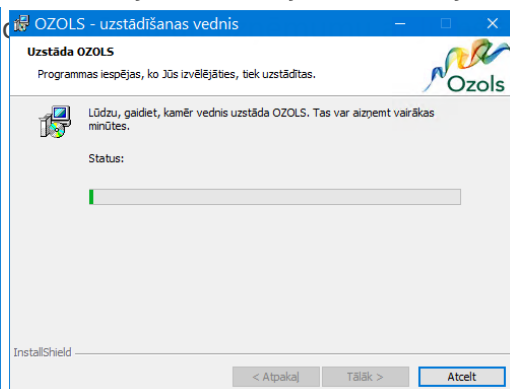 OZOLS - uzstādīšanas vednis
Uzstāda OZOLS
Programmas iespējas, ko Jūs izvēlējāties, tiek uzstādītas.
Ozols
Lūdzu, gaidiet, kamēr vednis uzstāda OZOLS. Tas var aizņemt vairākas
minūtes.
Status:
InstallShield
< Atpakaļ Tālāk > Atcelt